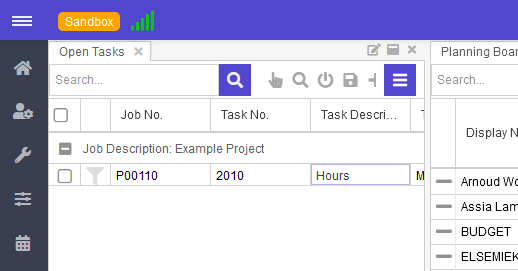 Sandbox
Open Tasks
Planning Boar
Search...
Search...
Job No.
Task No.
Task Descri...
Display N
Job Description: Example Project
P00110
2010
Hours
M
Arnoud Wo
Assia Lam
BUDGET
ELSEMIEK